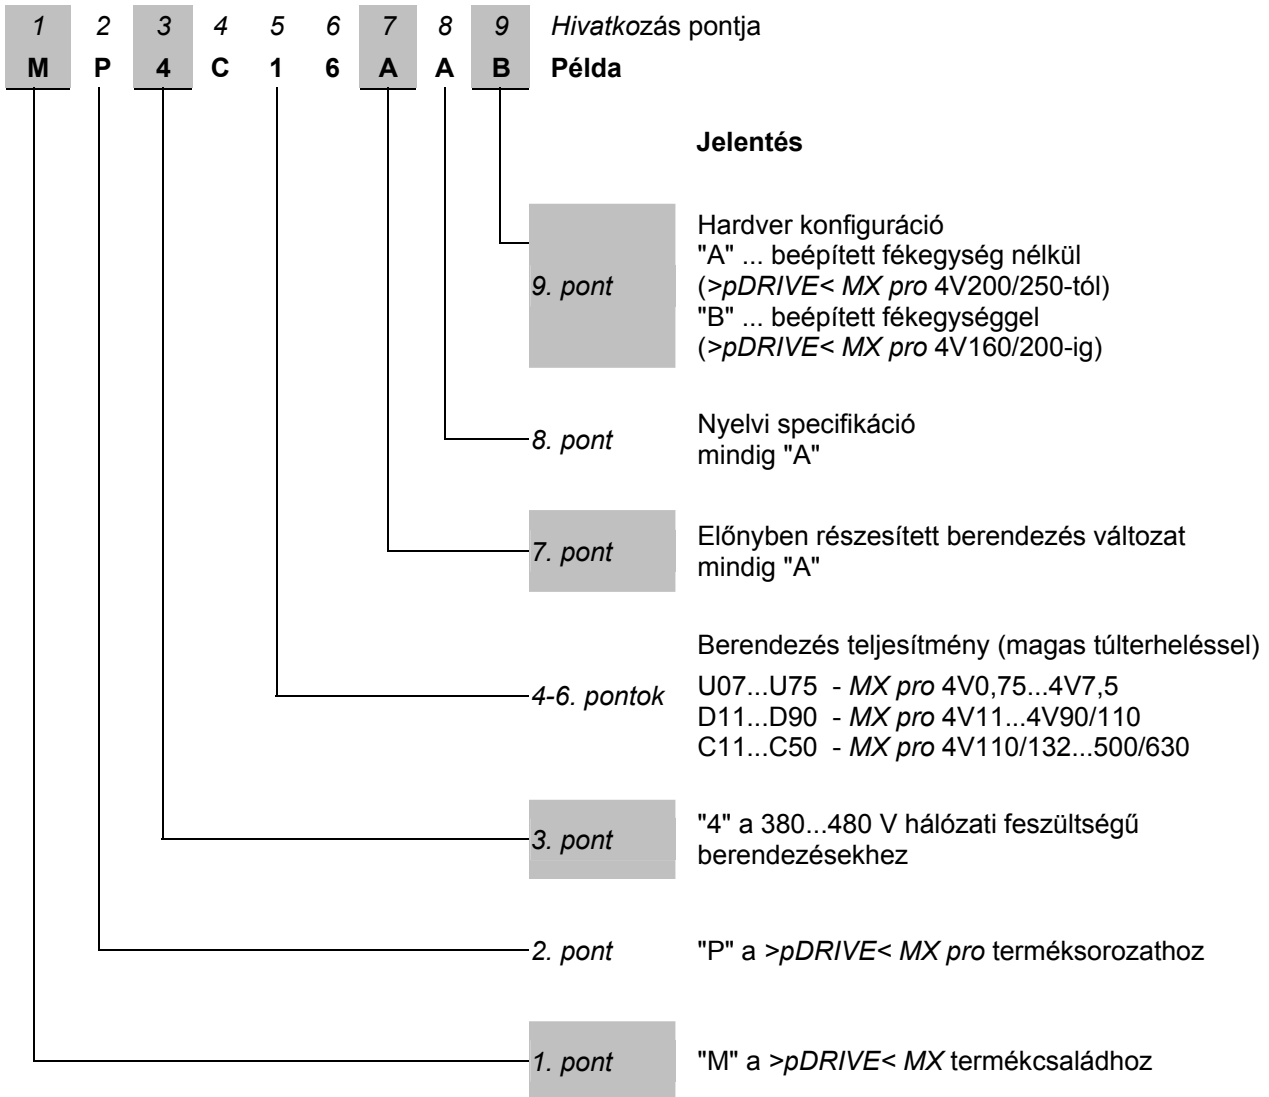 1 2 3 4 5 6 7 8 9 Hivatkozás pontja
M P 4 C 1 6 A A B Példa
Jelentés
9. pont
Hardver konfiguráció
"A" ... beépített fékegység nélkül
(>pDRIVE< MX pro 4V200/250-tól)
"B" ... beépített fékegységgel
(>pDRIVE< MX pro 4V160/200-ig)
8. pont
Nyelvi specifikáció
mindig "A"
7. pont
Előnyben részesített berendezés változat
mindig "A"
4-6. pontok
Berendezés teljesítmény (magas túlterheléssel)
U07...U75 - MX pro 4V0,75...4V7,5
D11...D90 - MX pro 4V11...4V90/110
C11...C50 - MX pro 4V110/132...500/630
3. pont
"4" a 380...480 V hálózati feszültségű
berendezésekhez
2. pont
"P" a >pDRIVE< MX pro terméksorozathoz
1. pont
"M" a >pDRIVE< MX termékcsaládhoz